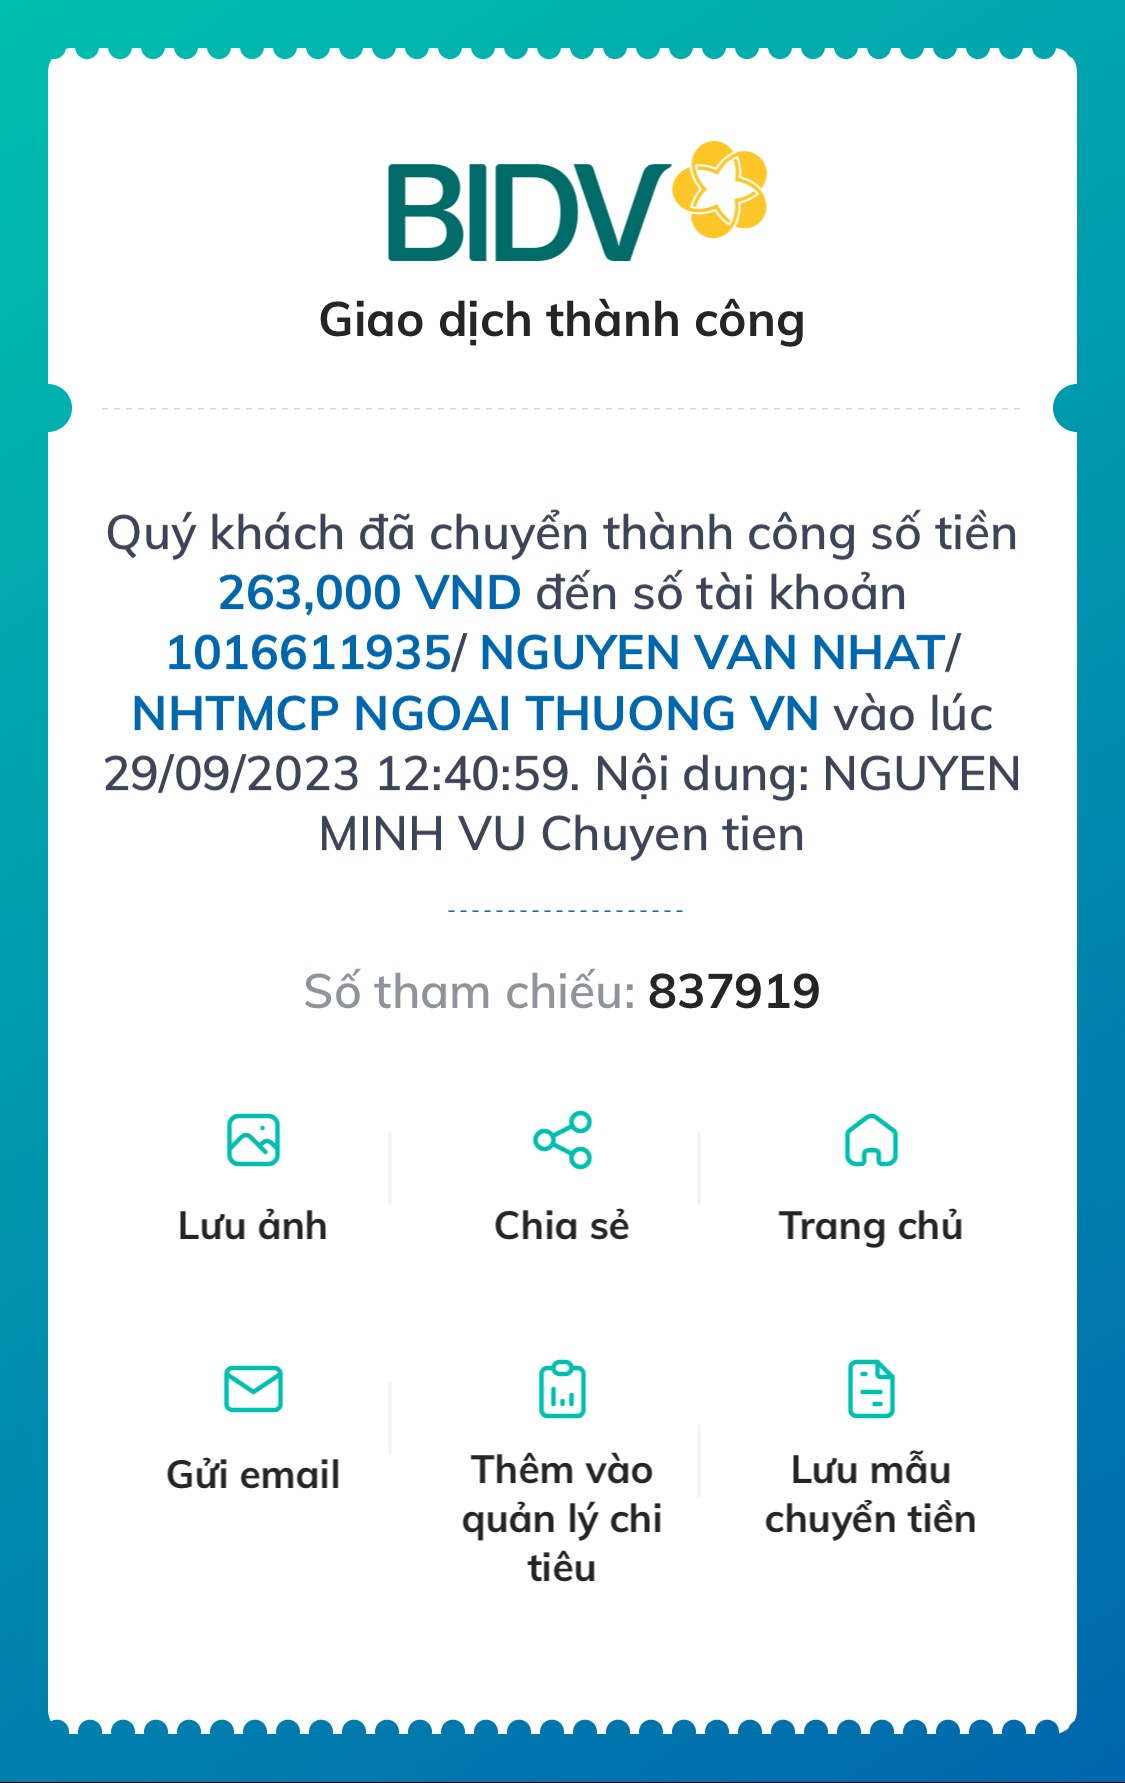 BIDV
Giao dịch thành công
Quý khách đã chuyển thành công số tiền
263,000 VND đến số tài khoản
1016611935/ NGUYEN VAN NHAT/
NHTMCP NGOAI THUONG VN vào lúc
29/09/2023 12:40:59. Nội dung: NGUYEN
MINH VU Chuyen tien
Số tham chiếu: 837919
Lưu ảnh
Chia sẻ
Trang chủ
Gửi email
Thêm vào
quản lý chi
tiêu
Lưu mẫu
chuyển tiền